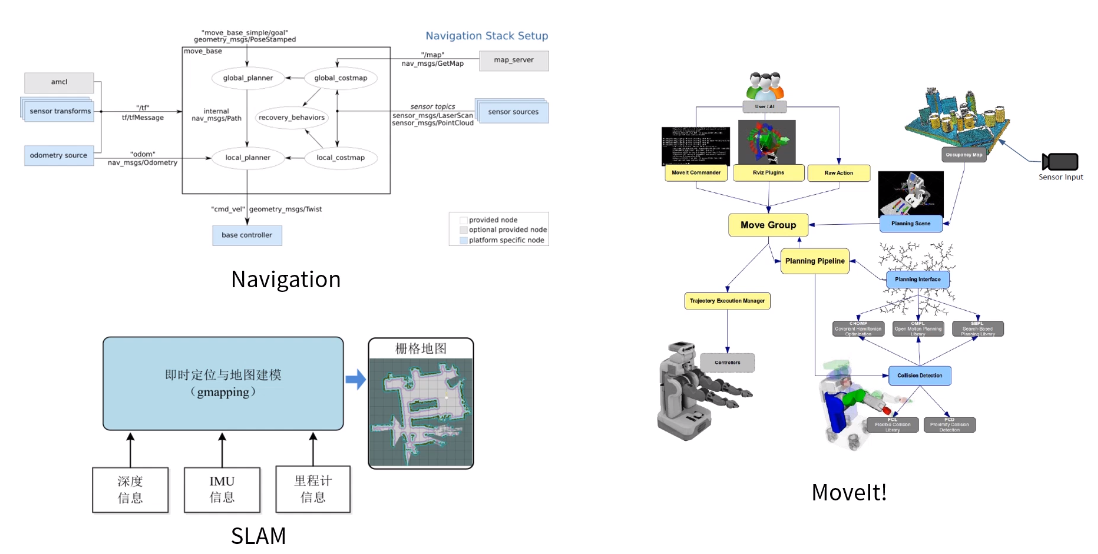 "move_base_simple/goal"
geometry_msgs/PoseStamped
Navigation Stack Setup
move_base
"/map"
nav_msgs/GetMap
map_server
global_planner
global_costmap
amcl
sensor transforms
"/tf"
tf/tfMessage
internal
nav_msgs/Path
recovery_behaviors
sensor topics
sensor_msgs/LaserScan
sensor_msgs/PointCloud
sensor sources
odometry source
"odom"
nav_msgs/Odometry
local_planner
local_costmap
"cmd_vel" geometry_msgs/Twist
base controller
provided node
optional provided node
platform specific node
Navigation
即时定位与地图建模
（gmapping）
栅格地图
深度
信息
IMU
信息
里程计
信息
SLAM
User / AI
Move It Commander
Rviz Plugins
Raw Action
Occupancy Map
Sensor Input
Planning Scene
Move Group
Planning Pipeline
Planning Interface
Trajectory Execution Manager
CHOMP
Covariant Hamiltonian
Optimization
OMPL
Open Motion Planning
Library
SBPL
Search-Based
Planning Library
Controllers
Collision Detection
FCL
Flexible Collision
Library
PCD
Proximity Collision
Detection
MoveIt!